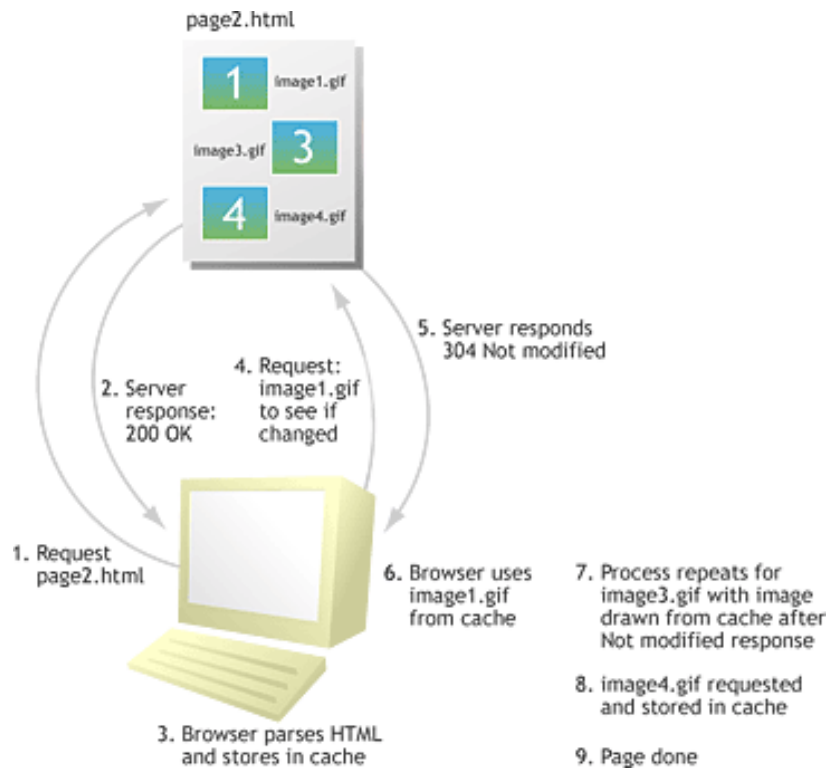 page2.html
1 image1.gif
image3.gif 3
4 image4.gif
5. Server responds
304 Not modified
4. Request:
image1.gif
to see if
changed
2. Server
response:
200 OK
1. Request
page2.html
6. Browser uses
image1.gif
from cache
7. Process repeats for
image3.gif with image
drawn from cache after
Not modified response
8. image4.gif requested
and stored in cache
3. Browser parses HTML
and stores in cache
9. Page done